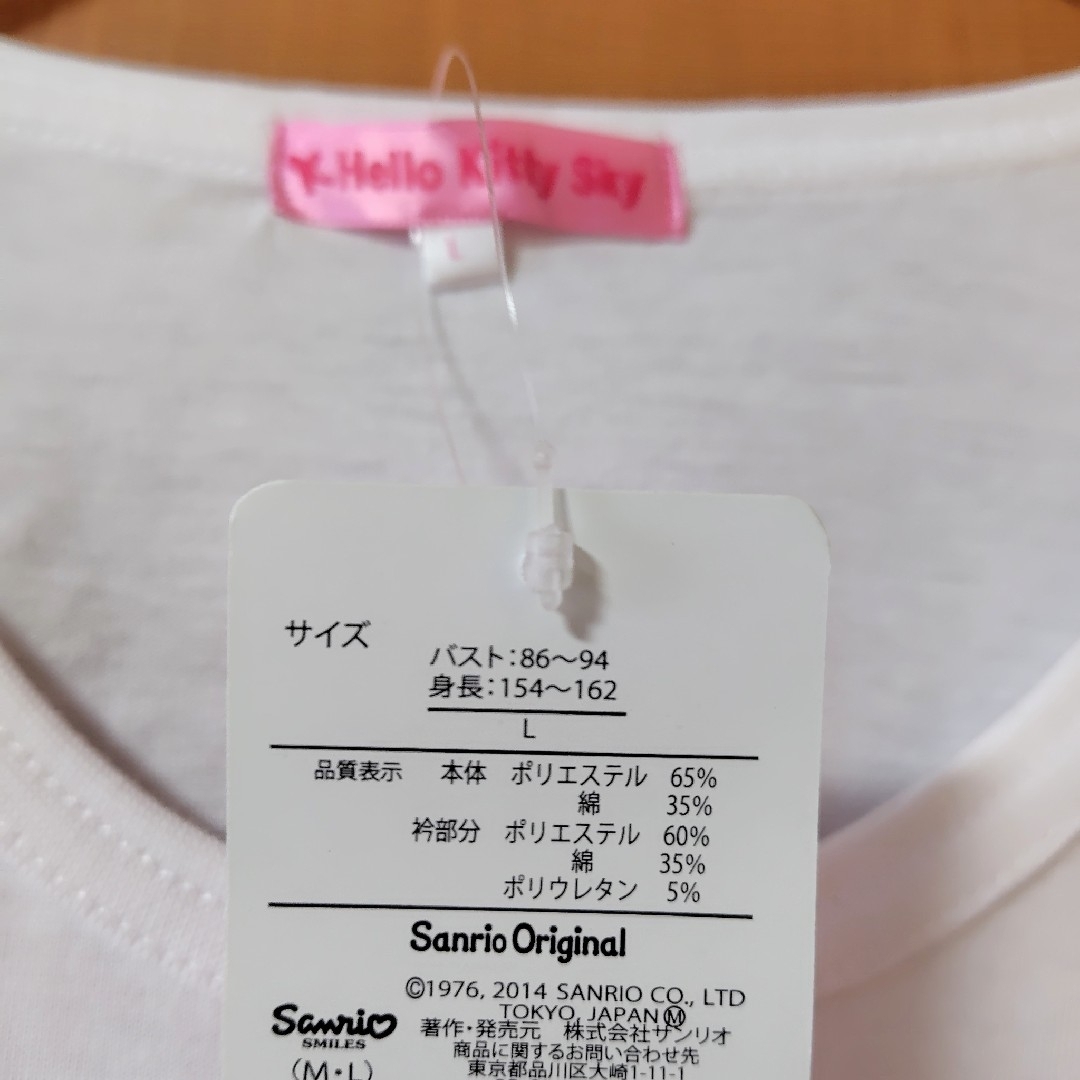 Hello Kitty Sky
L
サイズ
バスト：86～94
身長：154～162
L
品質表示 本体 ポリエステル 65%
綿 35%
衿部分 ポリエステル 60%
綿 35%
ポリウレタン 5%
Sanrio Original
©1976, 2014 SANRIO CO., LTD
TOKYO, JAPAN Ⓜ
Sanrio
SMILES
(M・L)
著作・発売元 株式会社サンリオ
商品に関するお問い合わせ先
東京都品川区大崎1-11-1